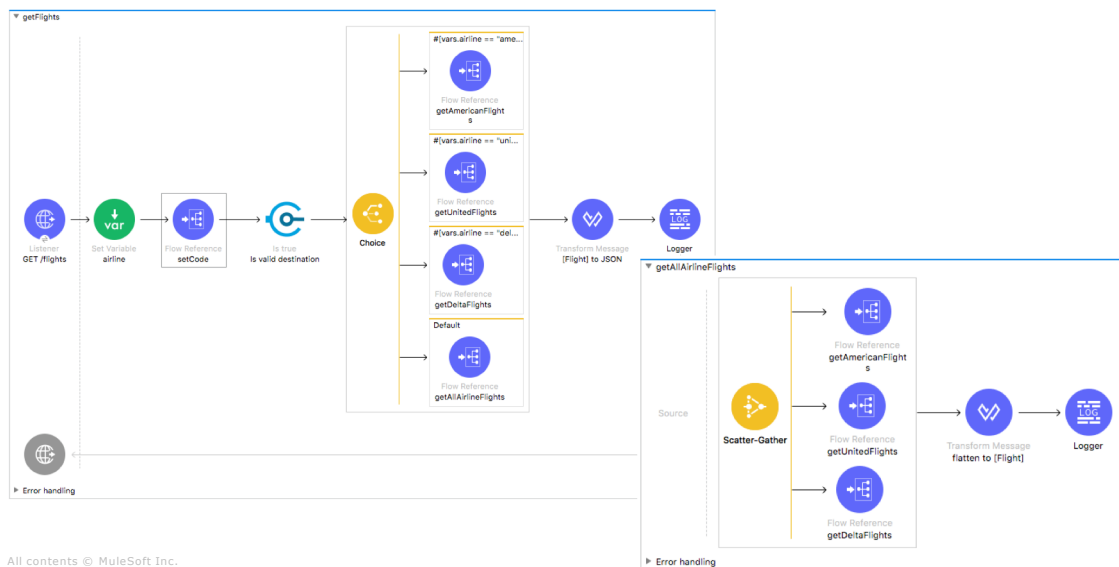 getFlights
#[vars.airline == "ame...
Flow Reference
getAmericanFlight
s
#[vars.airline == "uni...
Flow Reference
getUnitedFlights
#[vars.airline == "del...
Flow Reference
getDeltaFlights
Default
Flow Reference
getAllAirlineFlights
Listener
GET /flights
var
Set Variable
airline
Flow Reference
setCode
Is true
Is valid destination
Choice
Transform Message
[Flight] to JSON
LOG
Logger
Error handling
getAllAirlineFlights
Source
Scatter-Gather
Flow Reference
getAmericanFlight
s
Flow Reference
getUnitedFlights
Flow Reference
getDeltaFlights
Transform Message
flatten to [Flight]
LOG
Logger
Error handling
All contents © MuleSoft Inc.